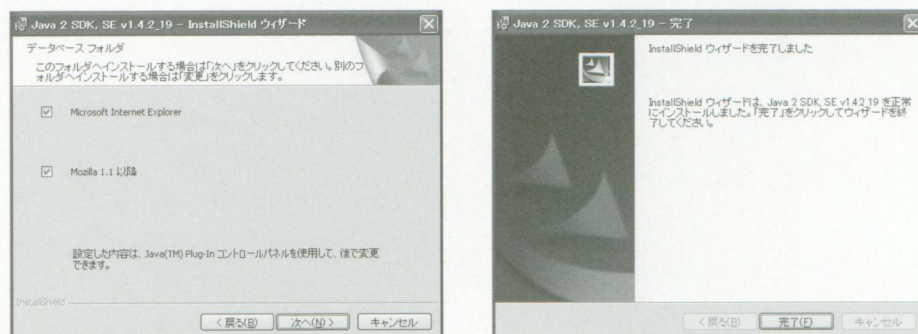 Java 2 SDK, SE v1.4.2_19 - InstallShield ウィザード
データベース フォルダ
このフォルダへインストールする場合は「次へ」をクリックしてください。別のフ
ォルダへインストールする場合は「変更」をクリックします。
Microsoft Internet Explorer
Mozilla 1.1 以降
設定した内容は、Java(TM) Plug-In コントロールパネルを使用して、後で変更
できます。
InstallShield
< 戻る(B)
次へ(N) >
キャンセル
Java 2 SDK, SE v1.4.2_19 - 完了
InstallShield ウィザードを完了しました
InstallShield ウィザードは、Java 2 SDK, SE v1.4.2_19 を正常
にインストールしました。「完了」をクリックしてウィザードを終
了してください。
< 戻る(B)
完了(F)
キャンセル